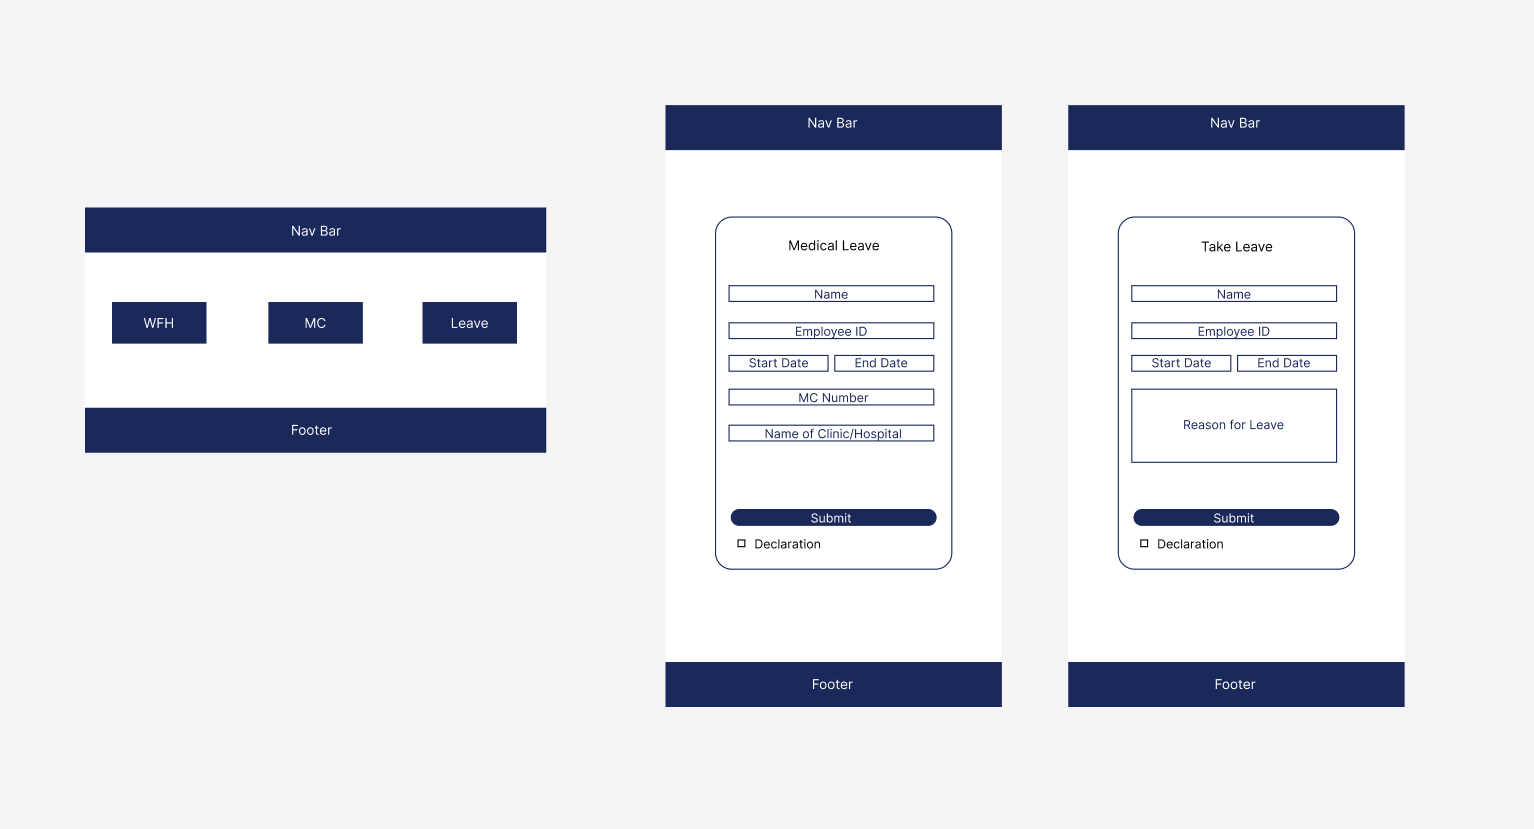 Nav Bar
WFH
MC
Leave
Footer
Nav Bar
Medical Leave
Name
Employee ID
Start Date
End Date
MC Number
Name of Clinic/Hospital
Submit
Declaration
Footer
Nav Bar
Take Leave
Name
Employee ID
Start Date
End Date
Reason for Leave
Submit
Declaration
Footer